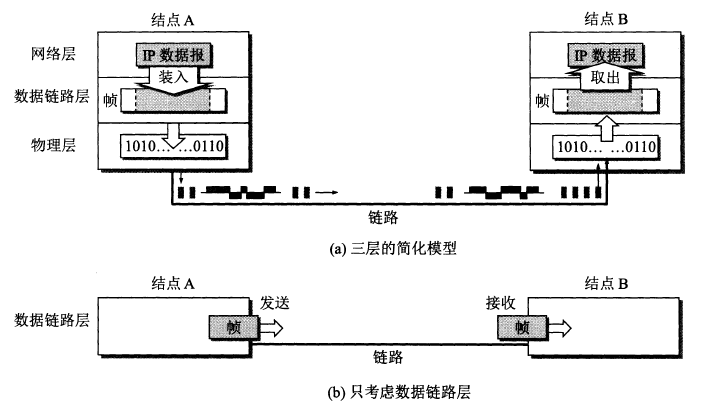 结点 A 结点 B
网络层 IP 数据报 IP 数据报
装入 取出
数据链路层 帧 帧
物理层 1010… …0110 1010… …0110
链路
(a) 三层的简化模型
结点 A 结点 B
发送 接收
数据链路层 帧 帧
链路
(b) 只考虑数据链路层